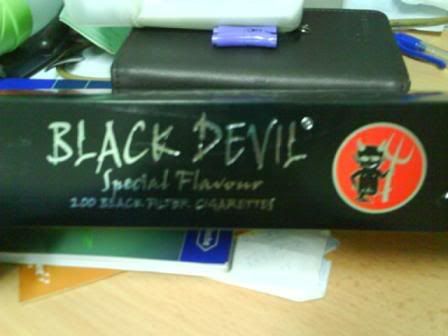 BLACK DEVIL®
Special Flavour
200 BLACK FILTER CIGARETTES